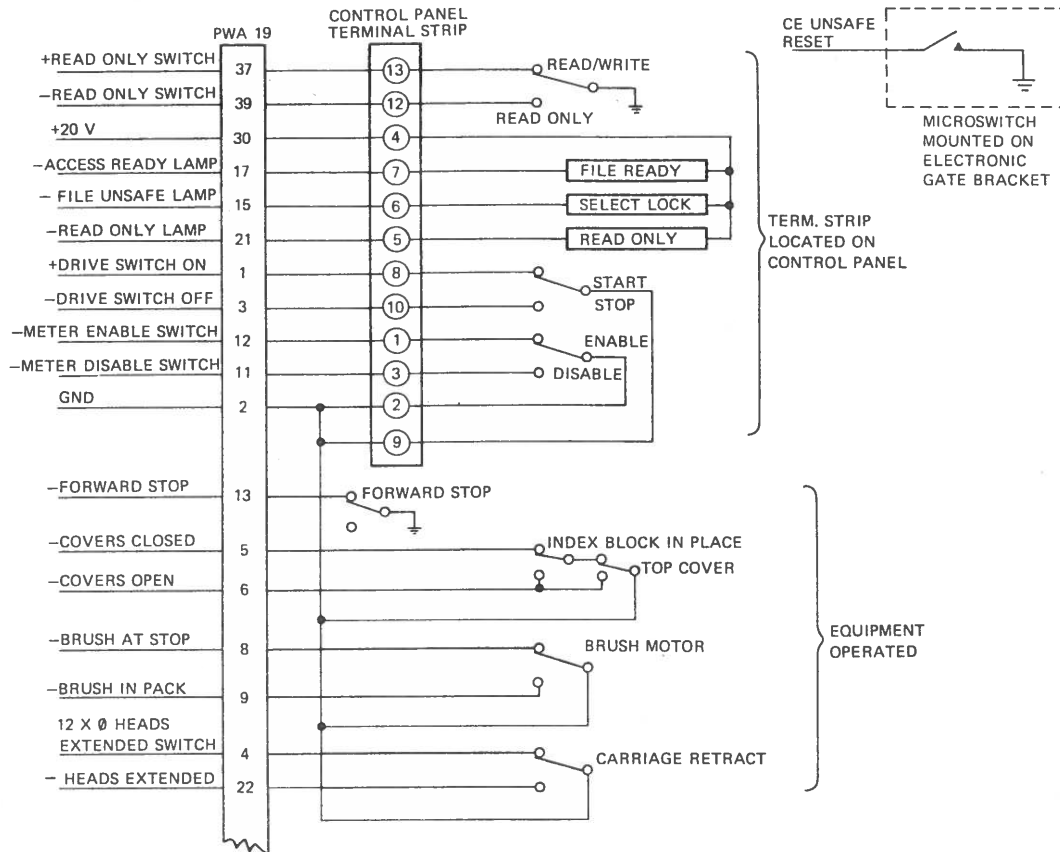 CONTROL PANEL
TERMINAL STRIP
PWA 19
CE UNSAFE
RESET
+READ ONLY SWITCH 37 13 READ/WRITE
−READ ONLY SWITCH 39 12 READ ONLY
+20 V 30 4
−ACCESS READY LAMP 17 7 FILE READY
− FILE UNSAFE LAMP 15 6 SELECT LOCK
−READ ONLY LAMP 21 5 READ ONLY
+DRIVE SWITCH ON 1 8 START
−DRIVE SWITCH OFF 3 10 STOP
−METER ENABLE SWITCH 12 1 ENABLE
−METER DISABLE SWITCH 11 3 DISABLE
GND 2 2
9
MICROSWITCH
MOUNTED ON
ELECTRONIC
GATE BRACKET
TERM. STRIP
LOCATED ON
CONTROL PANEL
−FORWARD STOP 13 FORWARD STOP
−COVERS CLOSED 5 INDEX BLOCK IN PLACE
TOP COVER
−COVERS OPEN 6
−BRUSH AT STOP 8 BRUSH MOTOR
−BRUSH IN PACK 9
12 X Ø HEADS
EXTENDED SWITCH 4 CARRIAGE RETRACT
− HEADS EXTENDED 22
EQUIPMENT
OPERATED